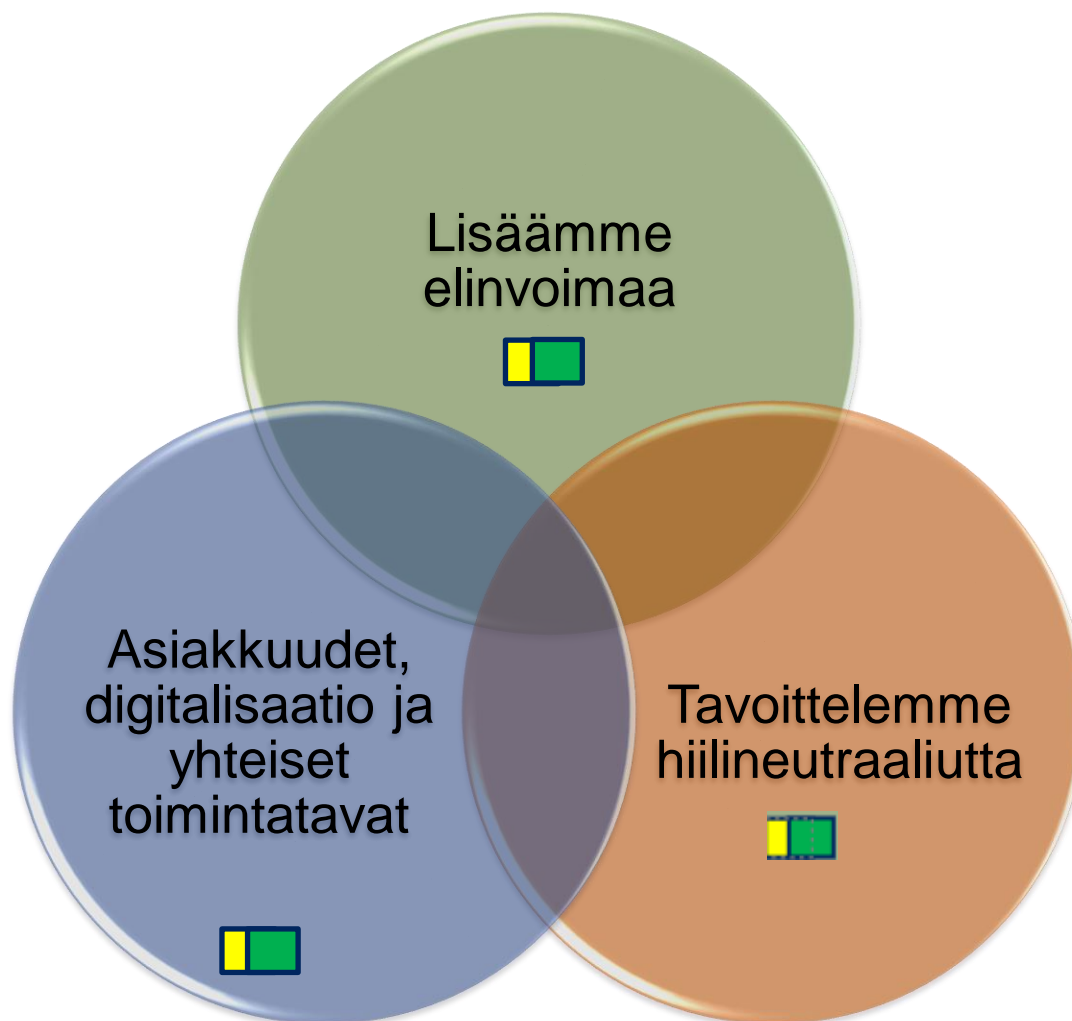 Lisäämme
elinvoimaa
Asiakkuudet,
digitalisaatio ja
yhteiset
toimintatavat
Tavoittelemme
hiilineutraaliutta